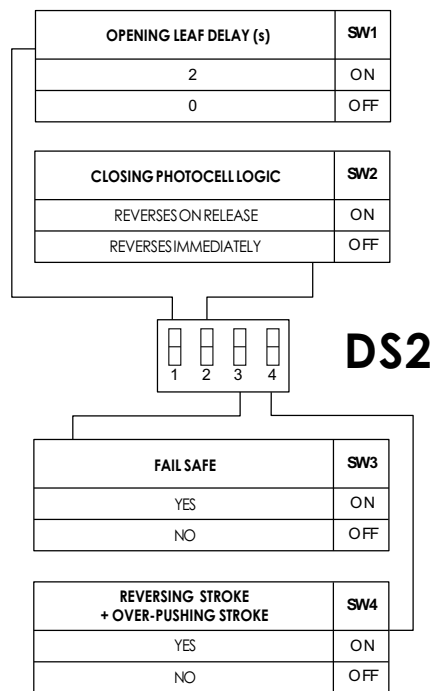 OPENING LEAF DELAY (s) SW1
2 ON
0 OFF
CLOSING PHOTOCELL LOGIC SW2
REVERSES ON RELEASE ON
REVERSES IMMEDIATELY OFF
DS2
1 2 3 4
FAIL SAFE SW3
YES ON
NO OFF
REVERSING STROKE
+ OVER-PUSHING STROKE SW4
YES ON
NO OFF